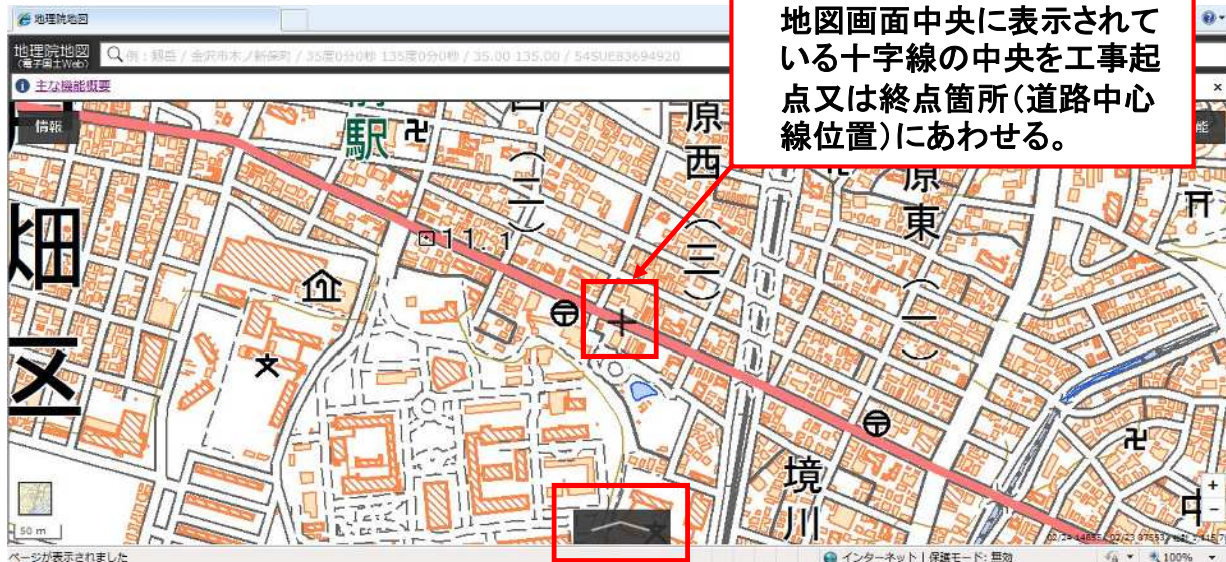 地理院地図
地図画面中央に表示されて
いる十字線の中央を工事起
点又は終点箇所(道路中心
線位置)にあわせる。
地理院地図
(電子国土Web)
例:剱岳 / 金沢市木ノ新保町 / 35度0分0秒 135度0分0秒 / 35.00 135.00 / 54SUE83694920
主な機能概要
情報
能
駅
原
西
(三)
(二)
原
東
(一)
畑
区
11.1
境
川
中
50 m
+
-
ページが表示されました
インターネット | 保護モード: 無効
100%